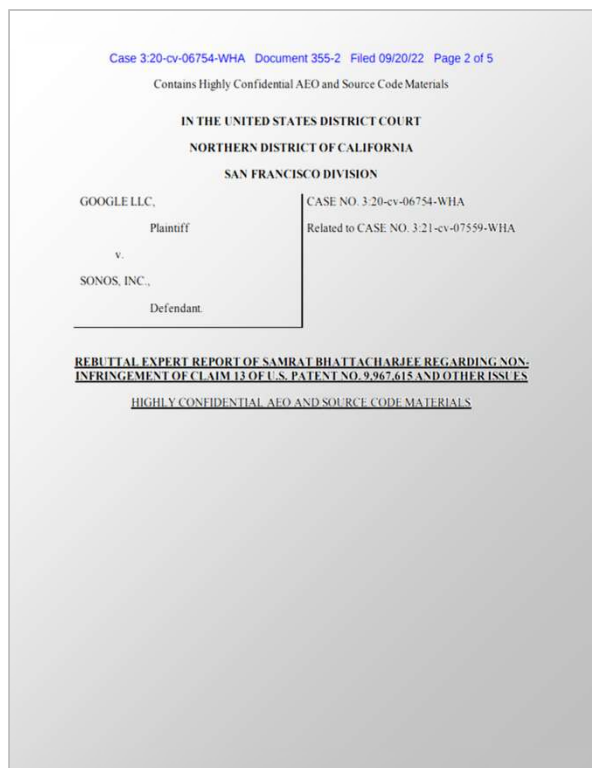 Case 3:20-cv-06754-WHA Document 355-2 Filed 09/20/22 Page 2 of 5
Contains Highly Confidential AEO and Source Code Materials
IN THE UNITED STATES DISTRICT COURT
NORTHERN DISTRICT OF CALIFORNIA
SAN FRANCISCO DIVISION
GOOGLE LLC,
Plaintiff
v.
SONOS, INC.,
Defendant.
CASE NO. 3:20-cv-06754-WHA
Related to CASE NO. 3:21-cv-07559-WHA
REBUTTAL EXPERT REPORT OF SAMRAT BHATTACHARJEE REGARDING NON-
INFRINGEMENT OF CLAIM 13 OF U.S. PATENT NO. 9,967,615 AND OTHER ISSUES
HIGHLY CONFIDENTIAL AEO AND SOURCE CODE MATERIALS